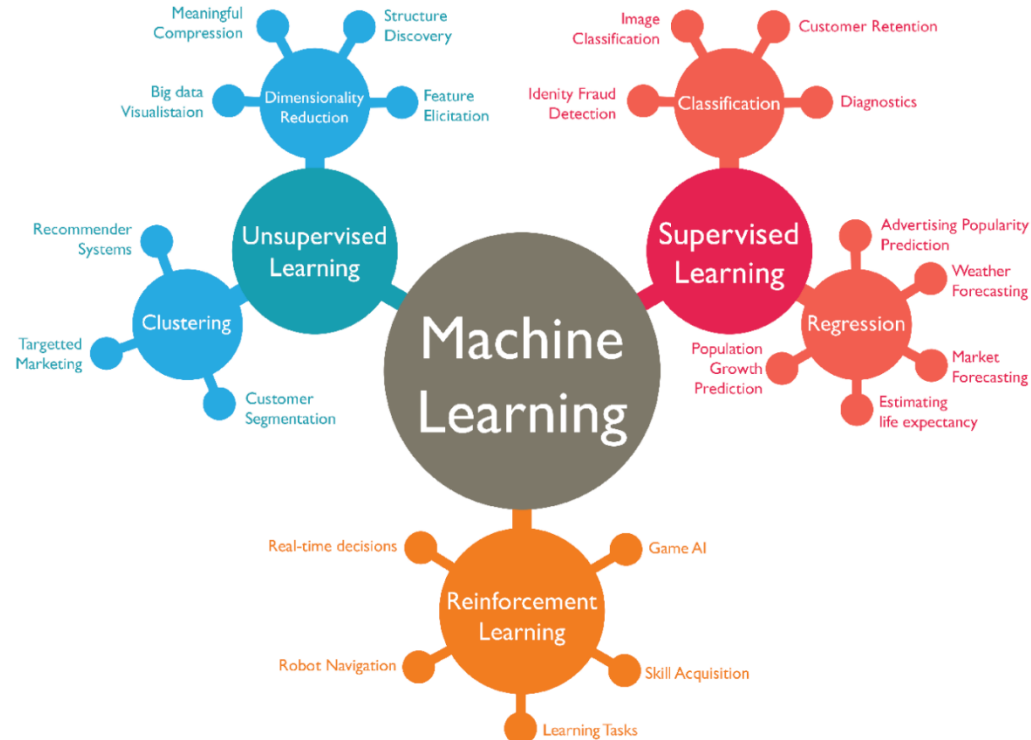 Meaningful
Compression
Structure
Discovery
Big data
Visualistaion
Dimensionality
Reduction
Feature
Elicitation
Image
Classification
Customer Retention
Idenity Fraud
Detection
Classification
Diagnostics
Recommender
Systems
Unsupervised
Learning
Clustering
Targetted
Marketing
Customer
Segmentation
Machine
Learning
Supervised
Learning
Advertising Popularity
Prediction
Weather
Forecasting
Regression
Population
Growth
Prediction
Market
Forecasting
Estimating
life expectancy
Real-time decisions
Game AI
Reinforcement
Learning
Robot Navigation
Skill Acquisition
Learning Tasks